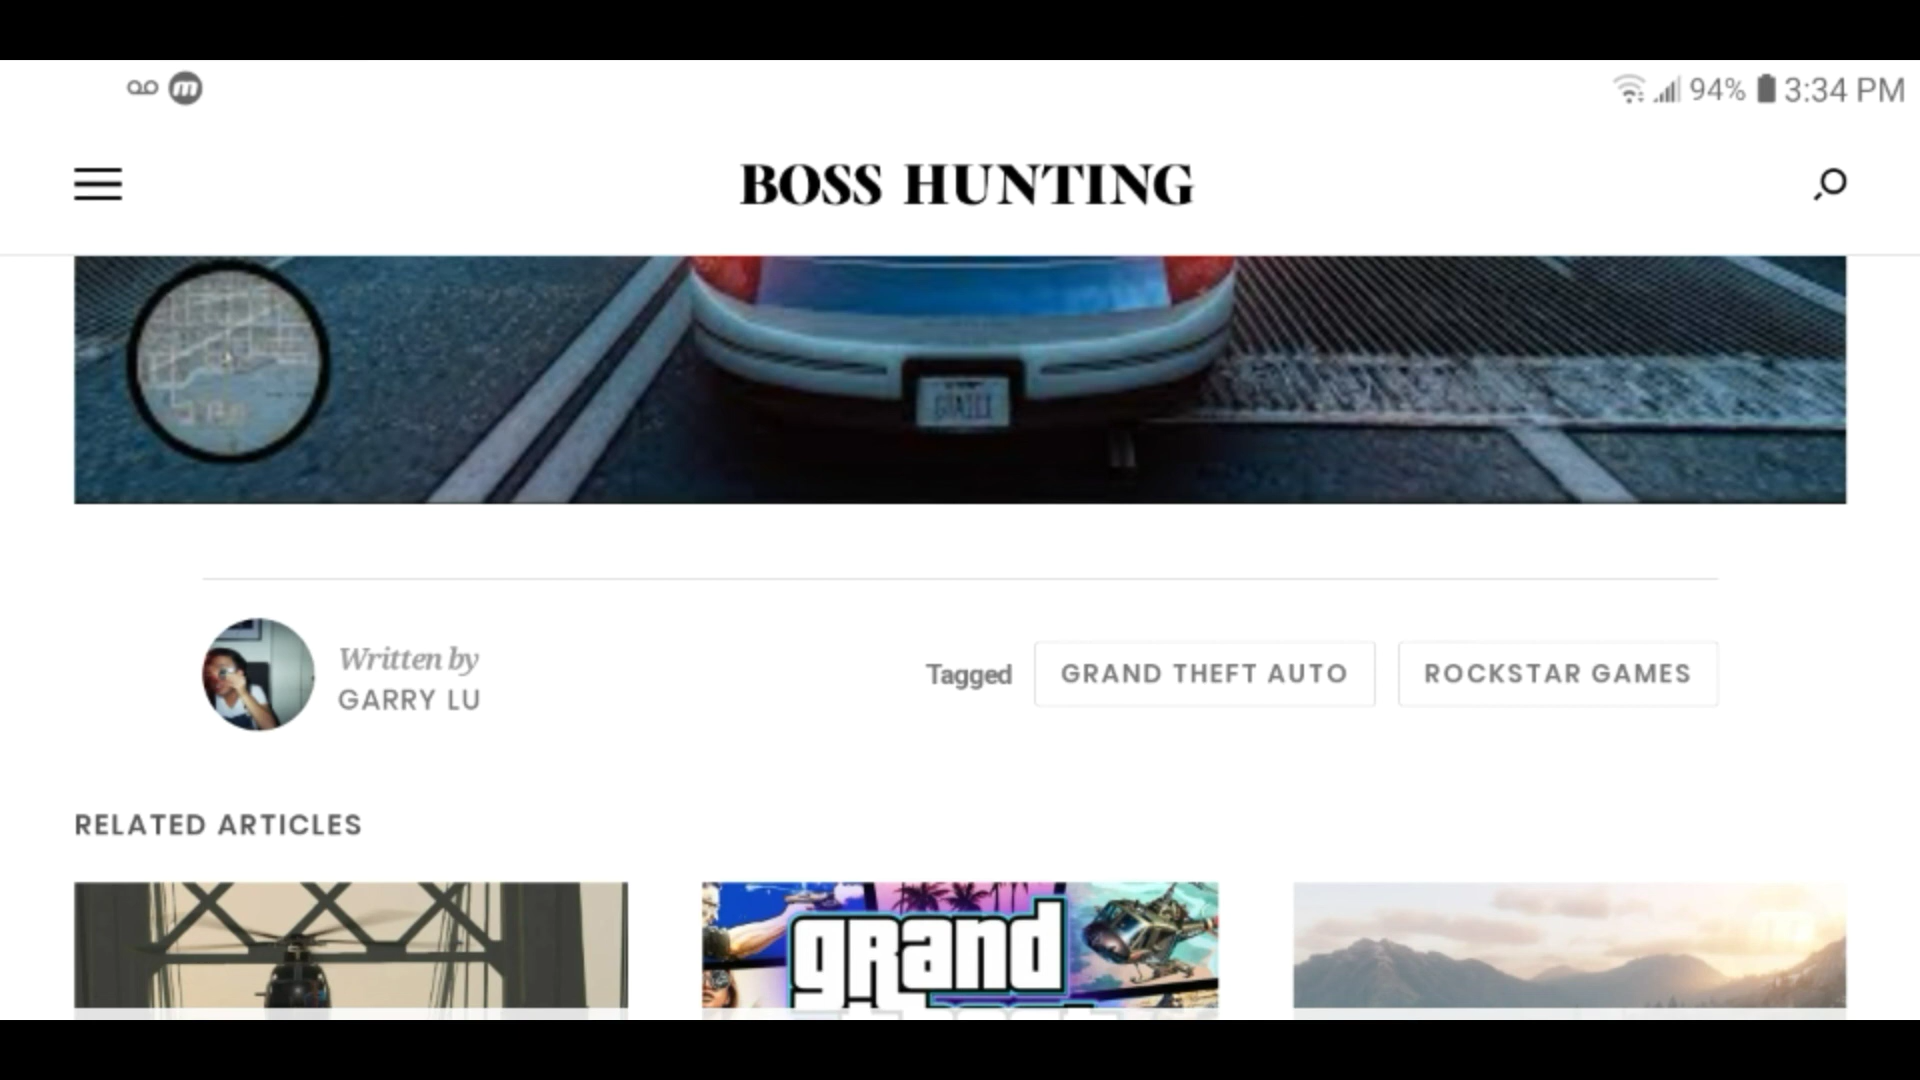 94% 3:34 PM
BOSS HUNTING
Written by
GARRY LU
Tagged GRAND THEFT AUTO ROCKSTAR GAMES
RELATED ARTICLES
grand